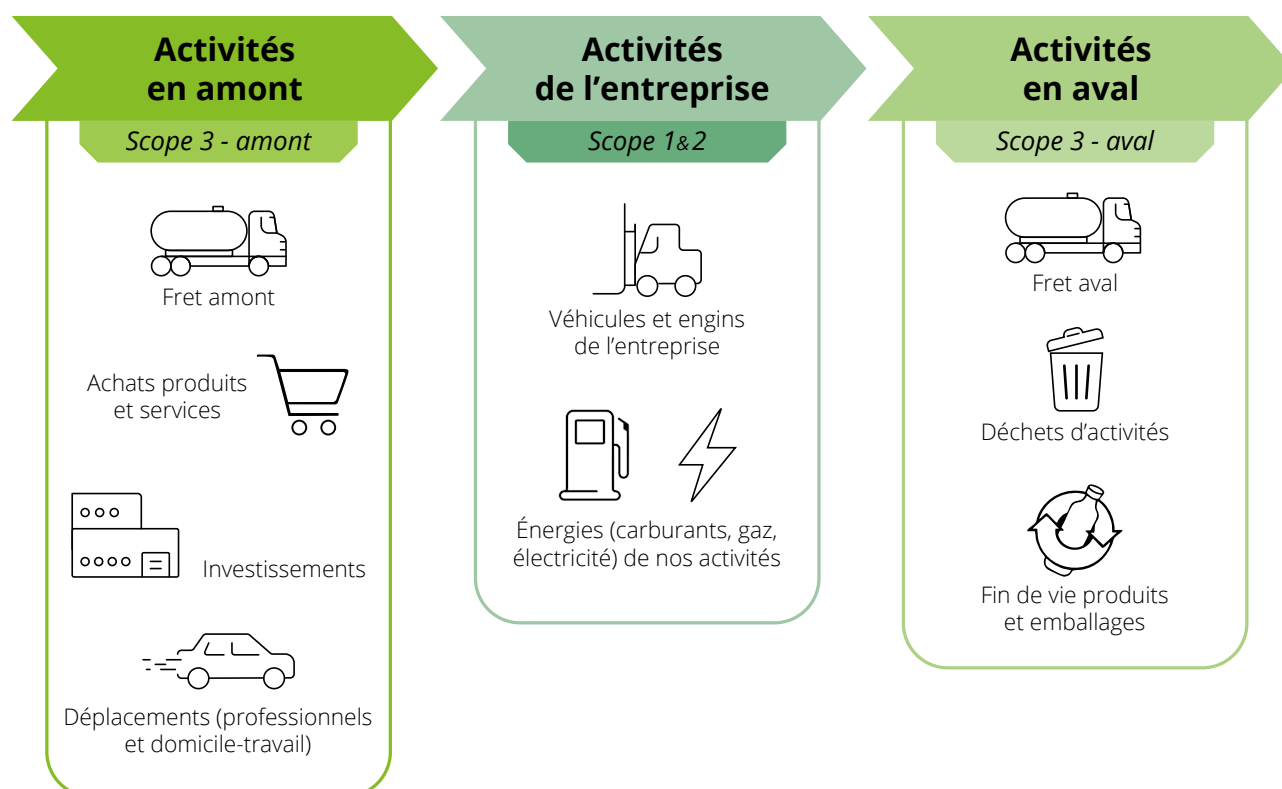 Activités
en amont
Scope 3 - amont
Fret amont
Achats produits
et services
Investissements
Déplacements (professionnels
et domicile-travail)
Activités
de l’entreprise
Scope 1&2
Véhicules et engins
de l’entreprise
Énergies (carburants, gaz,
électricité) de nos activités
Activités
en aval
Scope 3 - aval
Fret aval
Déchets d’activités
Fin de vie produits
et emballages